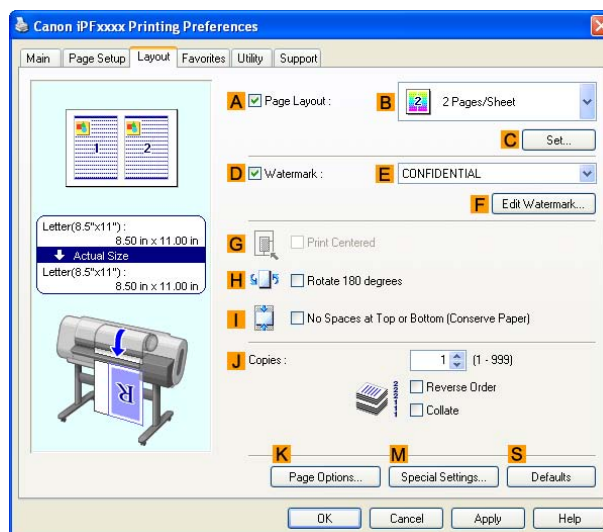 Canon iPFxxxx Printing Preferences
Main Page Setup Layout Favorites Utility Support
A Page Layout : B 2 2 Pages/Sheet
1 2
C Set...
D Watermark : E CONFIDENTIAL
F Edit Watermark...
Letter(8.5"x11") :
8.50 in x 11.00 in
Actual Size
Letter(8.5"x11") :
8.50 in x 11.00 in
G Print Centered
H Rotate 180 degrees
I No Spaces at Top or Bottom (Conserve Paper)
J Copies : 1 (1 - 999)
R
Reverse Order
Collate
K M S
Page Options... Special Settings... Defaults
OK Cancel Apply Help